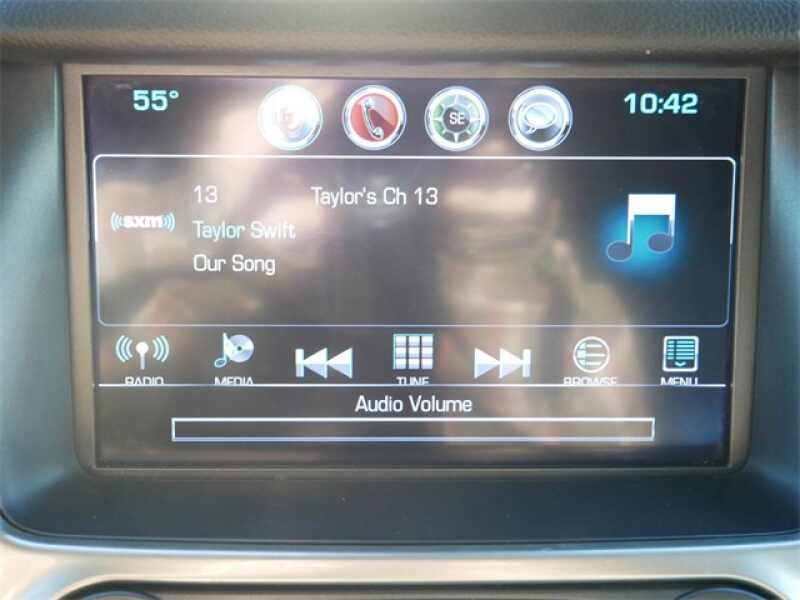 55°
SE
10:42
13
Taylor's Ch 13
((sxm))
Taylor Swift
Our Song
RADIO
MEDIA
TUNE
BROWSE
MENU
Audio Volume